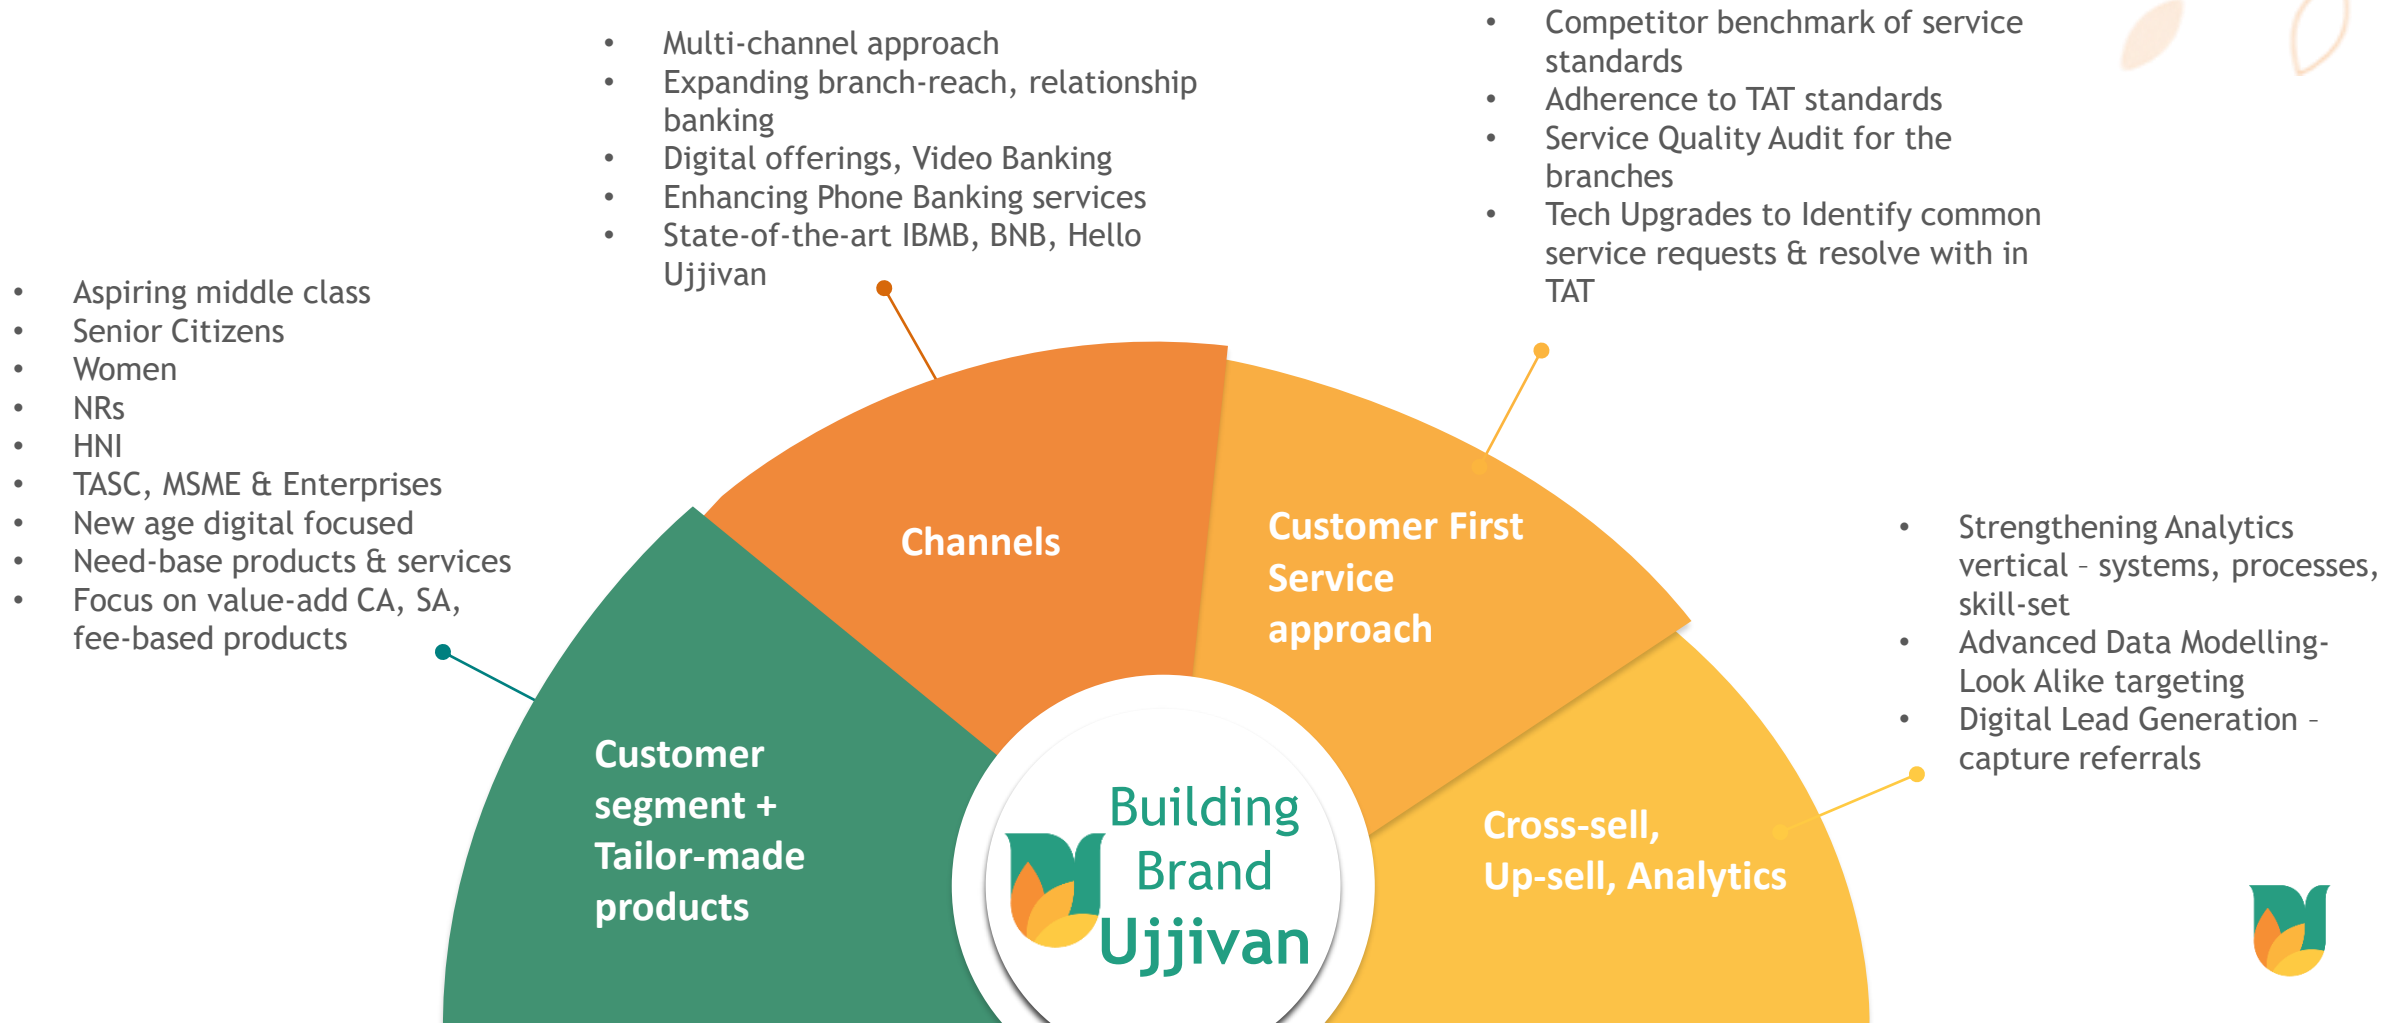 • Aspiring middle class
• Senior Citizens
• Women
• NRs
• HNI
• TASC, MSME & Enterprises
• New age digital focused
• Need-base products & services
• Focus on value-add CA, SA,
fee-based products
• Multi-channel approach
• Expanding branch-reach, relationship
banking
• Digital offerings, Video Banking
• Enhancing Phone Banking services
• State-of-the-art IBMB, BNB, Hello
Ujjivan
• Competitor benchmark of service
standards
• Adherence to TAT standards
• Service Quality Audit for the
branches
• Tech Upgrades to Identify common
service requests & resolve with in
TAT
• Strengthening Analytics
vertical – systems, processes,
skill-set
• Advanced Data Modelling-
Look Alike targeting
• Digital Lead Generation –
capture referrals
Customer
segment +
Tailor-made
products
Channels
Customer First
Service
approach
Cross-sell,
Up-sell, Analytics
Building
Brand
Ujjivan